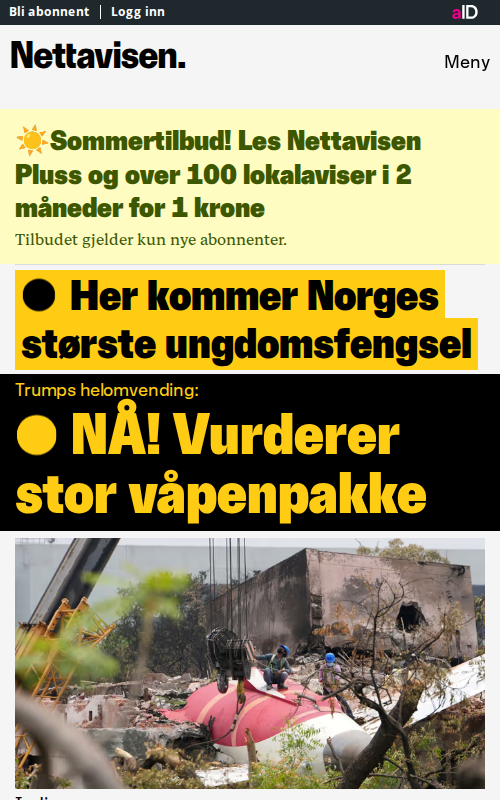 Bli abonnent
Logg inn
aID
Nettavisen.
Meny
Sommertilbud! Les Nettavisen
Pluss og over 100 lokalaviser i 2
måneder for 1 krone
Tilbudet gjelder kun nye abonnenter.
Her kommer Norges
største ungdomsfengsel
Trumps helomvending:
NÅ! Vurderer
stor våpenpakke